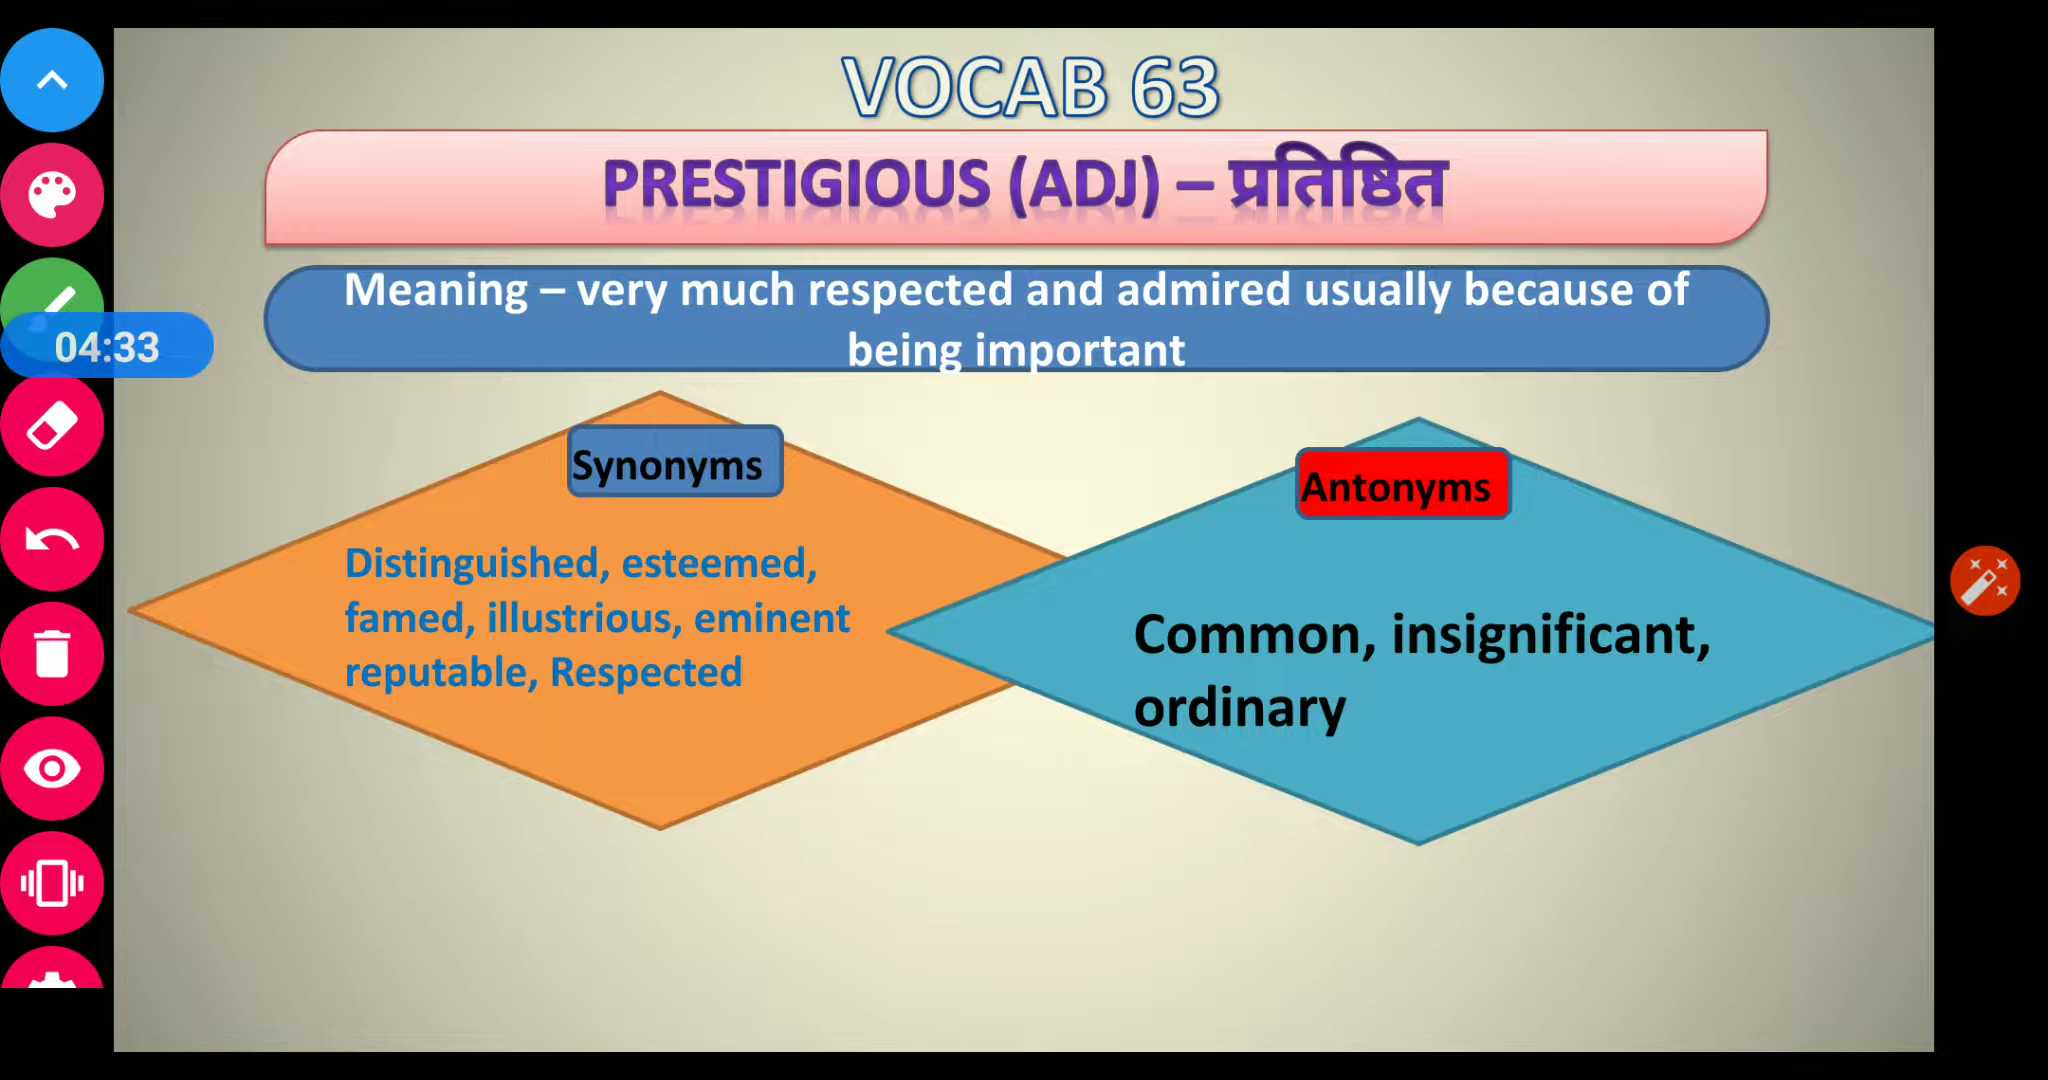 VOCAB 63
PRESTIGIOUS (ADJ) – प्रतिष्ठित
Meaning – very much respected and admired usually because of
being important
04:33
Synonyms
Distinguished, esteemed,
famed, illustrious, eminent
reputable, Respected
Antonyms
Common, insignificant,
ordinary